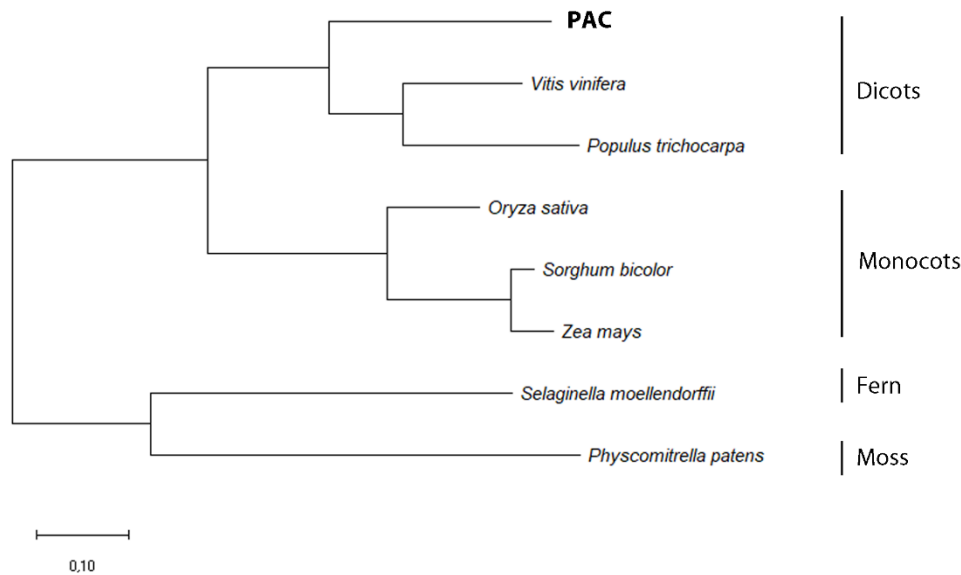 PAC
Vitis vinifera
Dicots
Populus trichocarpa
Oryza sativa
Sorghum bicolor
Monocots
Zea mays
Selaginella moellendorffii
Fern
Physcomitrella patens
Moss
0,10